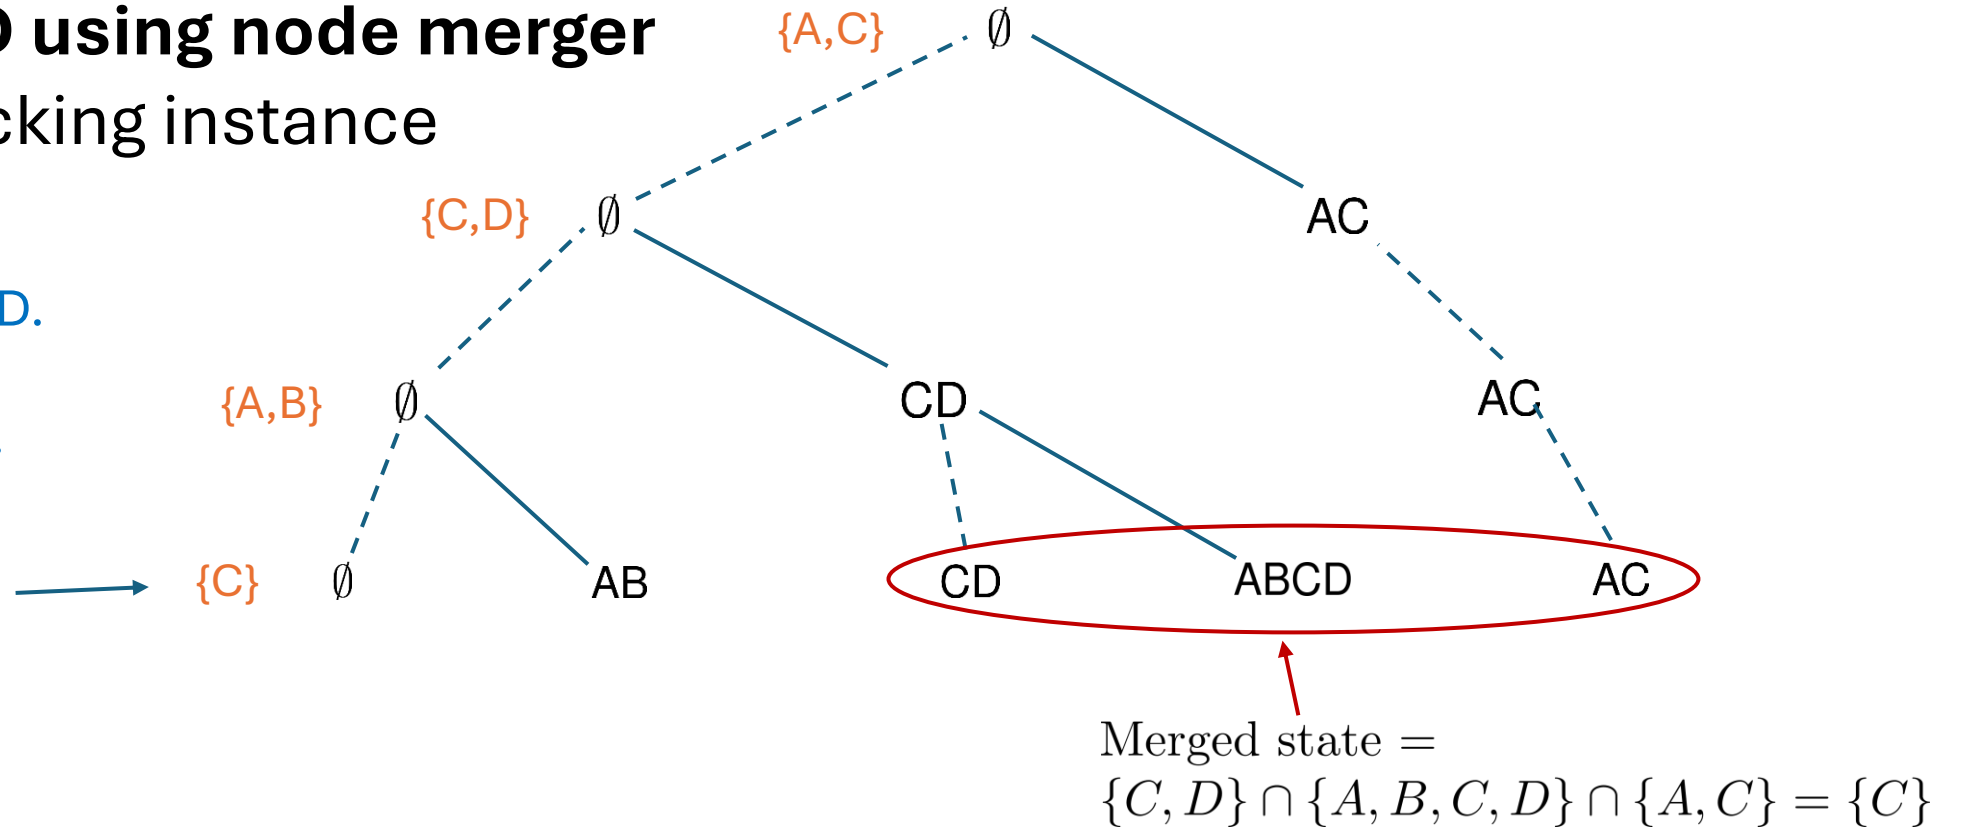 using node merger
{A,C} ∅
cking instance
{C,D} ∅ AC
D.
{A,B} ∅ CD AC
{C} ∅ AB CD ABCD AC
Merged state =
{C, D} ∩ {A, B, C, D} ∩ {A, C} = {C}